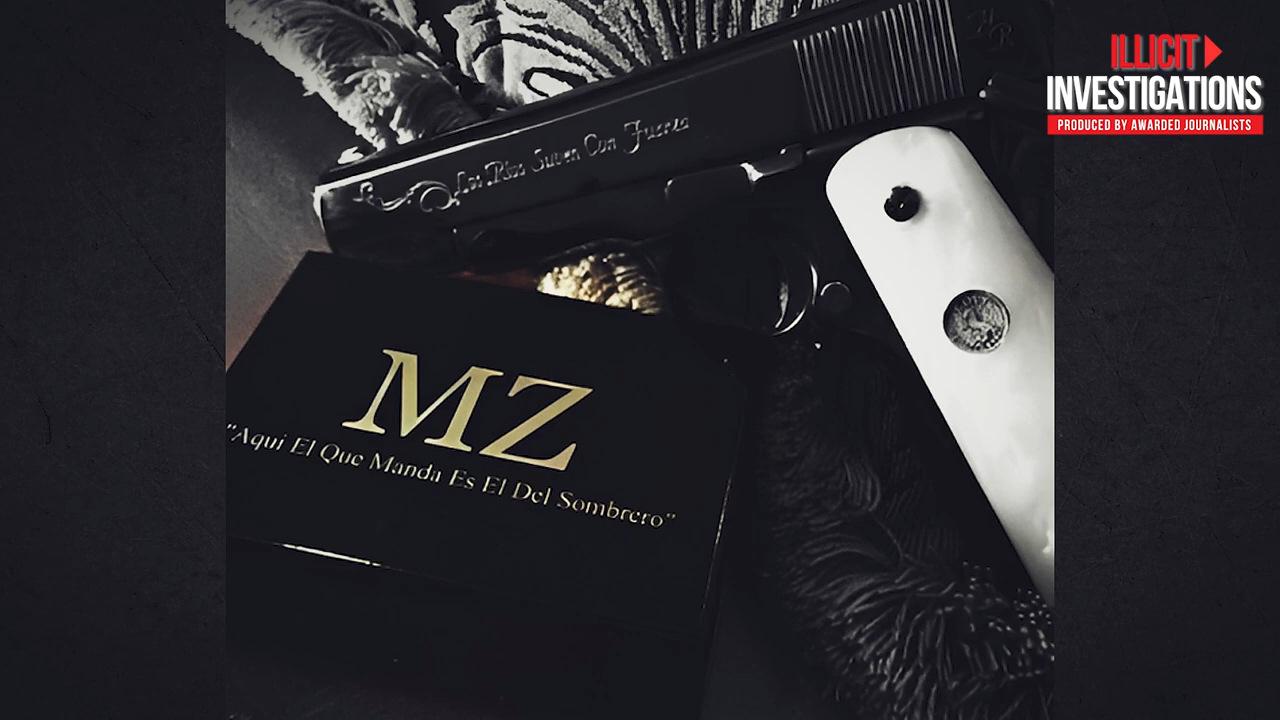 ILLICIT
INVESTIGATIONS
PRODUCED BY AWARDED JOURNALISTS
Los Rios Suben Con Fuerza
MZ
"Aqui El Que Manda Es El Del Sombrero"